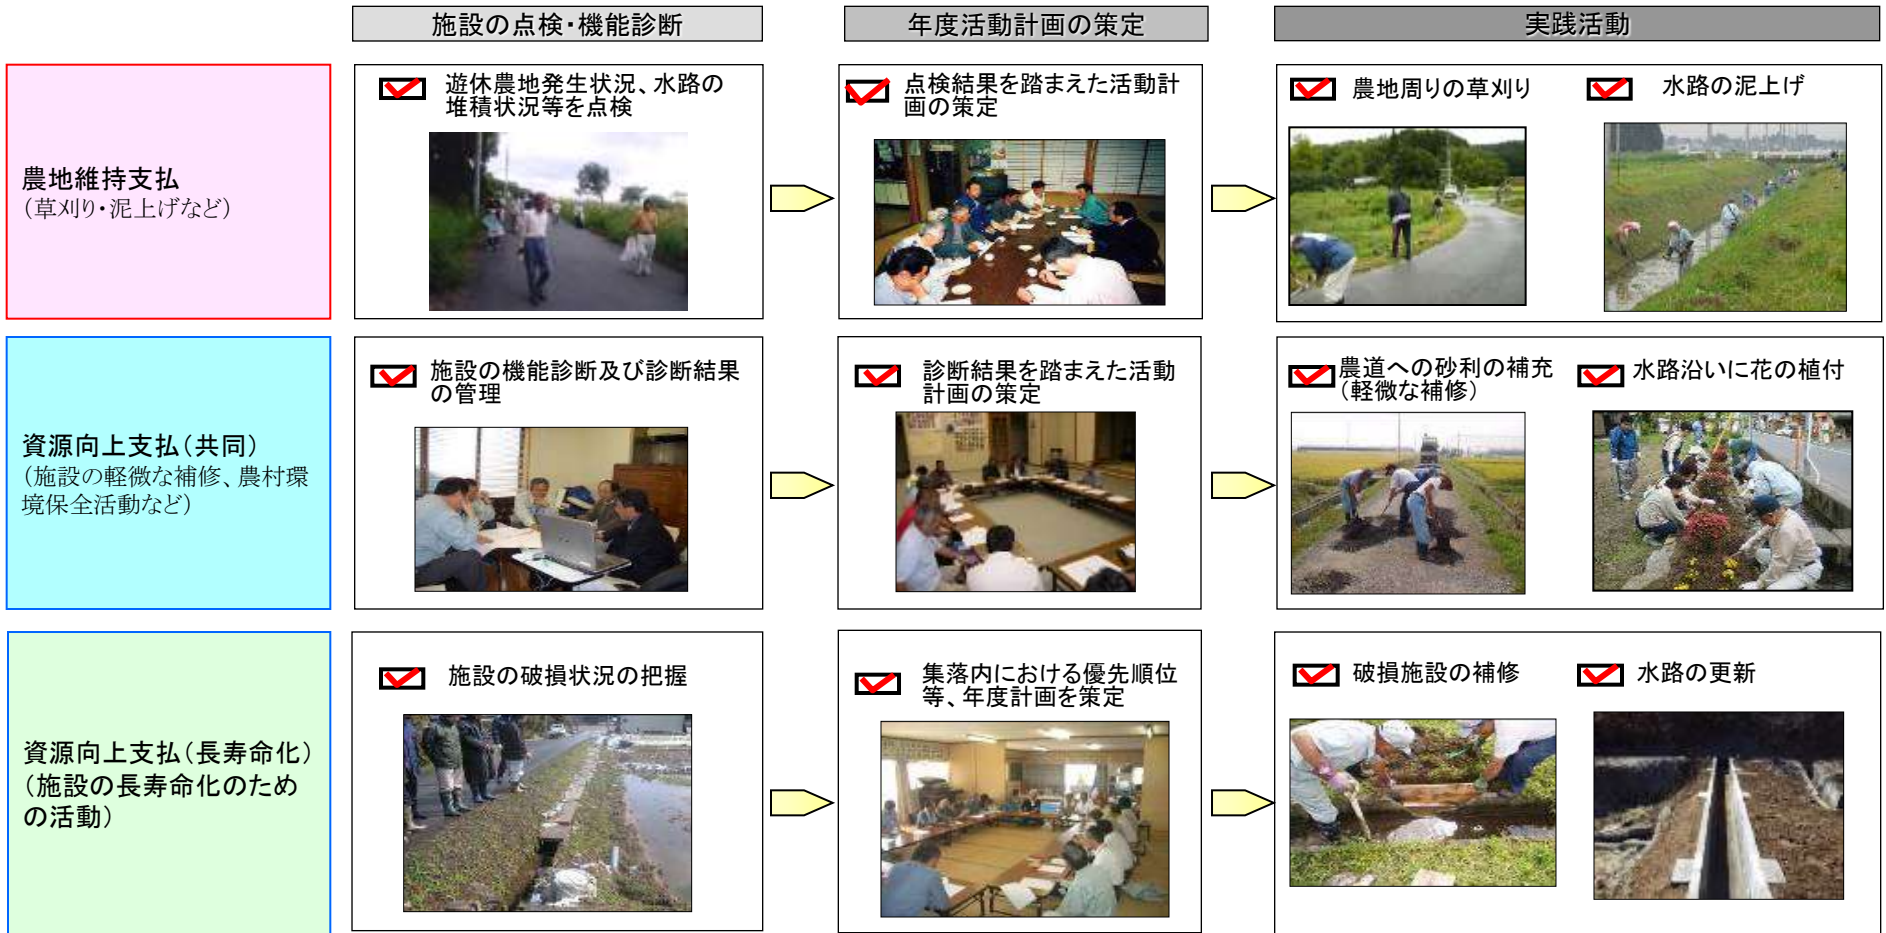 施設の点検・機能診断
年度活動計画の策定
実践活動
農地維持支払
（草刈り・泥上げなど）
遊休農地発生状況、水路の
堆積状況等を点検
点検結果を踏まえた活動計
画の策定
農地周りの草刈り
水路の泥上げ
資源向上支払（共同）
（施設の軽微な補修、農村環
境保全活動など）
施設の機能診断及び診断結果
の管理
診断結果を踏まえた活動
計画の策定
農道への砂利の補充
（軽微な補修）
水路沿いに花の植付
資源向上支払（長寿命化）
（施設の長寿命化のため
の活動）
施設の破損状況の把握
集落内における優先順位
等、年度計画を策定
破損施設の補修
水路の更新